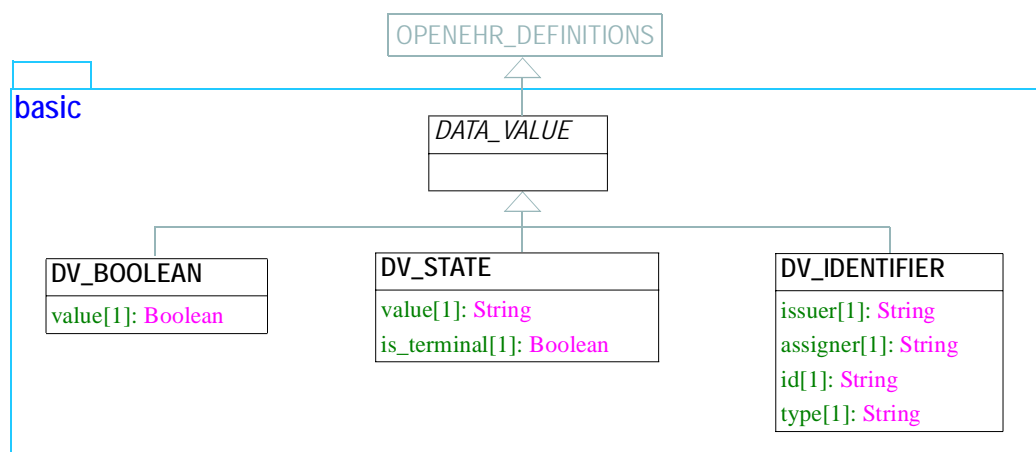 OPENEHR_DEFINITIONS
basic
DATA_VALUE
DV_BOOLEAN
value[1]: Boolean
DV_STATE
value[1]: String
is_terminal[1]: Boolean
DV_IDENTIFIER
issuer[1]: String
assigner[1]: String
id[1]: String
type[1]: String